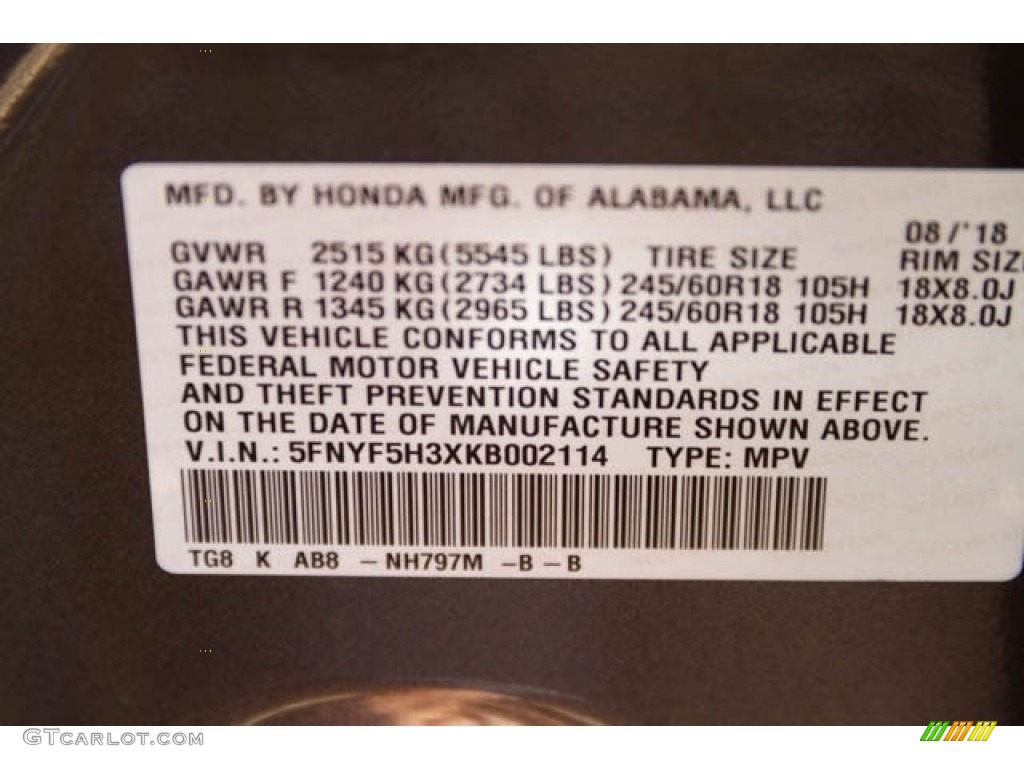 MFD. BY HONDA MFG. OF ALABAMA, LLC
08/'18
GVWR 2515 KG(5545 LBS) TIRE SIZE RIM SIZ
GAWR F 1240 KG(2734 LBS) 245/60R18 105H 18X8.0J
GAWR R 1345 KG(2965 LBS) 245/60R18 105H 18X8.0J
THIS VEHICLE CONFORMS TO ALL APPLICABLE
FEDERAL MOTOR VEHICLE SAFETY
AND THEFT PREVENTION STANDARDS IN EFFECT
ON THE DATE OF MANUFACTURE SHOWN ABOVE.
V.I.N.: 5FNYF5H3XKB002114 TYPE: MPV
TG8 K AB8 – NH797M –B – B
GTCARLOT.COM